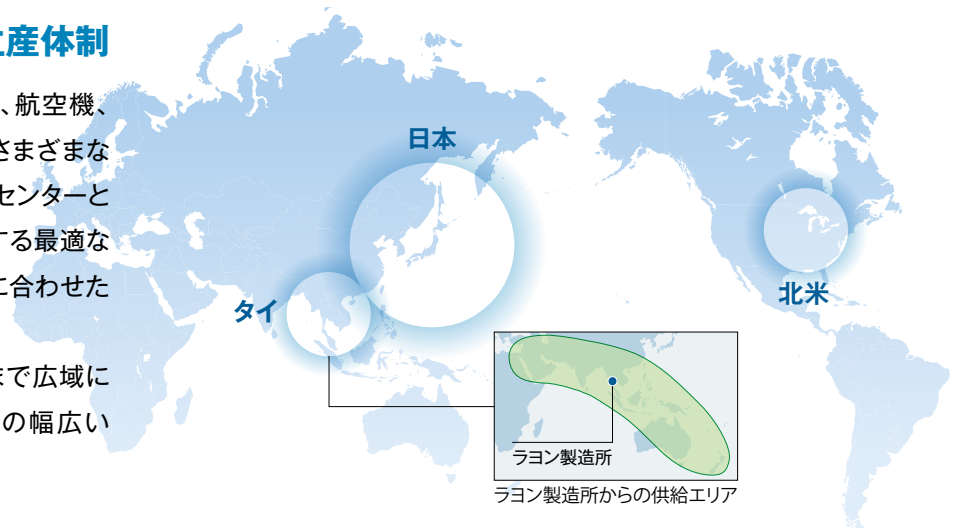 産体制
、航空機、
さまざまな
センターと
する最適な
に合わせた
まで広域に
の幅広い
日本
タイ
北米
ラヨン製造所
ラヨン製造所からの供給エリア